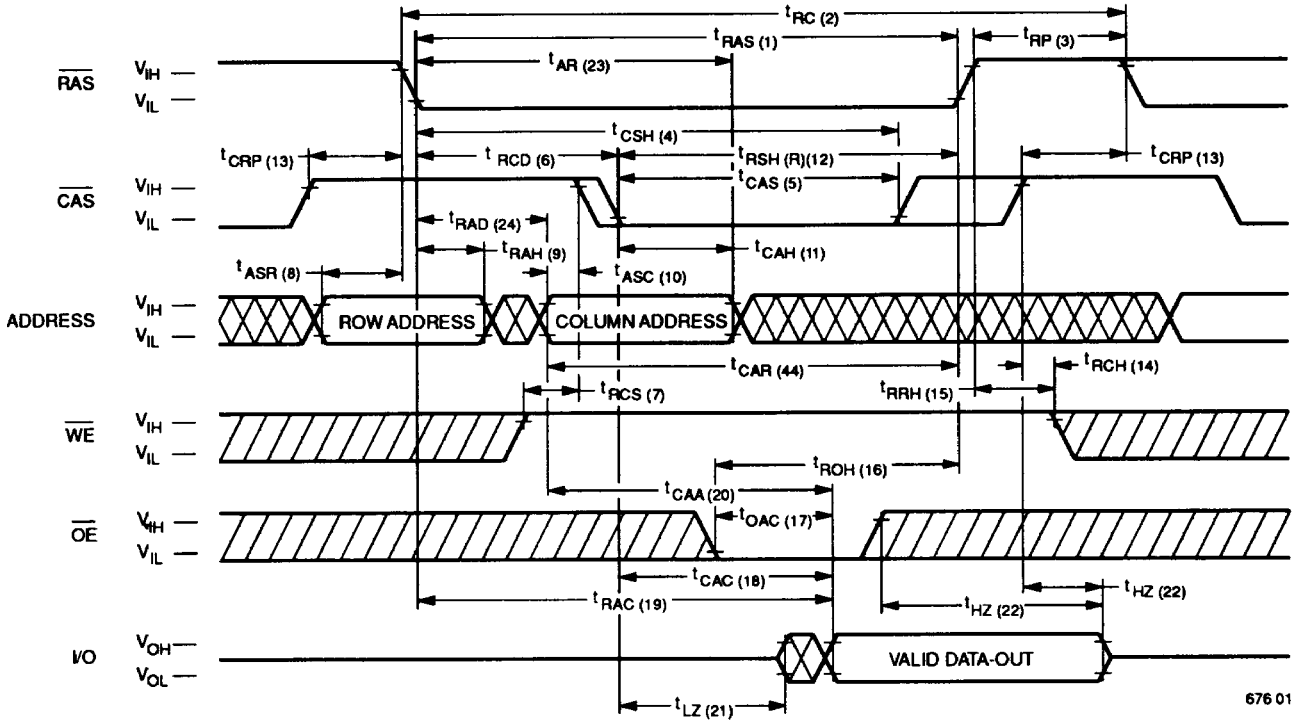 tRC (2)
tRAS (1)
tRP (3)
tAR (23)
RAS
VIH
VIL
tCSH (4)
tCRP (13)
tRCD (6)
tRSH (R)(12)
tCRP (13)
CAS
VIH
VIL
tCAS (5)
tRAD (24)
tRAH (9)
tCAH (11)
tASR (8)
tASC (10)
ADDRESS
VIH
VIL
ROW ADDRESS
COLUMN ADDRESS
tCAR (44)
tRCH (14)
tRCS (7)
tRRH (15)
WE
VIH
VIL
tROH (16)
tCAA (20)
OE
VIH
VIL
tOAC (17)
tCAC (18)
tRAC (19)
tHZ (22)
tHZ (22)
I/O
VOH
VOL
VALID DATA-OUT
tLZ (21)
676 01